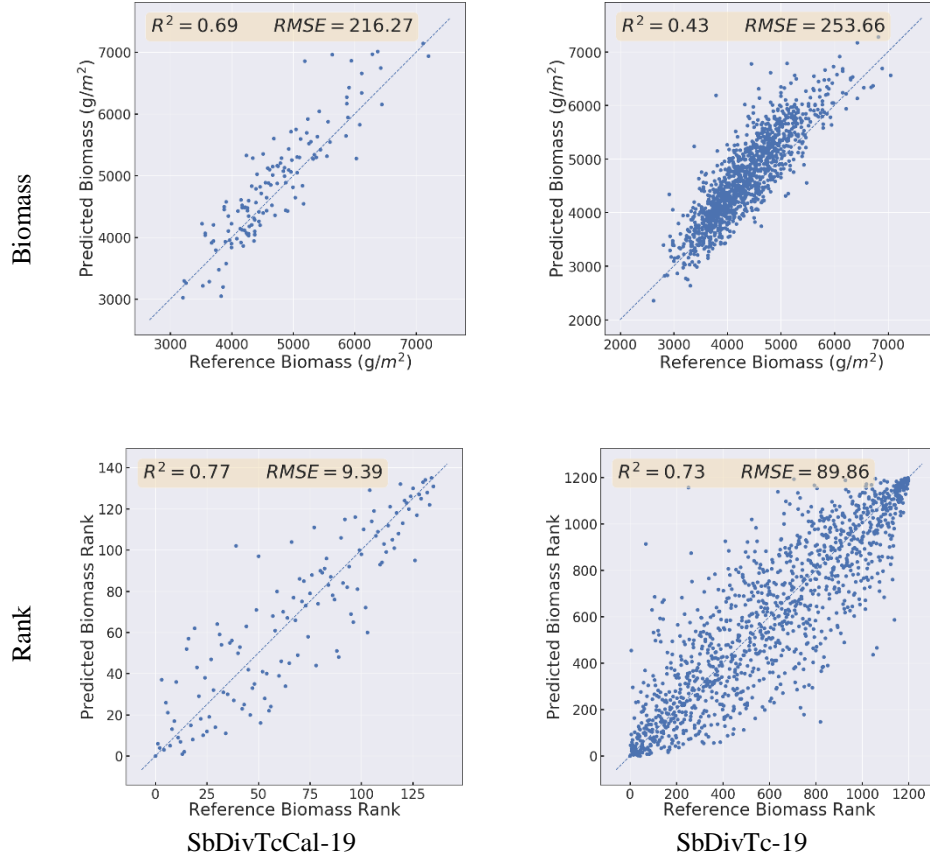 Biomass
R² = 0.69 RMSE = 216.27
Predicted Biomass (g/m²)
7000
6000
5000
4000
3000
3000 4000 5000 6000 7000
Reference Biomass (g/m²)
R² = 0.43 RMSE = 253.66
Predicted Biomass (g/m²)
7000
6000
5000
4000
3000
2000
2000 3000 4000 5000 6000 7000
Reference Biomass (g/m²)
Rank
R² = 0.77 RMSE = 9.39
Predicted Biomass Rank
140
120
100
80
60
40
20
0
0 25 50 75 100 125
Reference Biomass Rank
SbDivTcCal-19
R² = 0.73 RMSE = 89.86
Predicted Biomass Rank
1200
1000
800
600
400
200
0
0 200 400 600 800 1000 1200
Reference Biomass Rank
SbDivTc-19